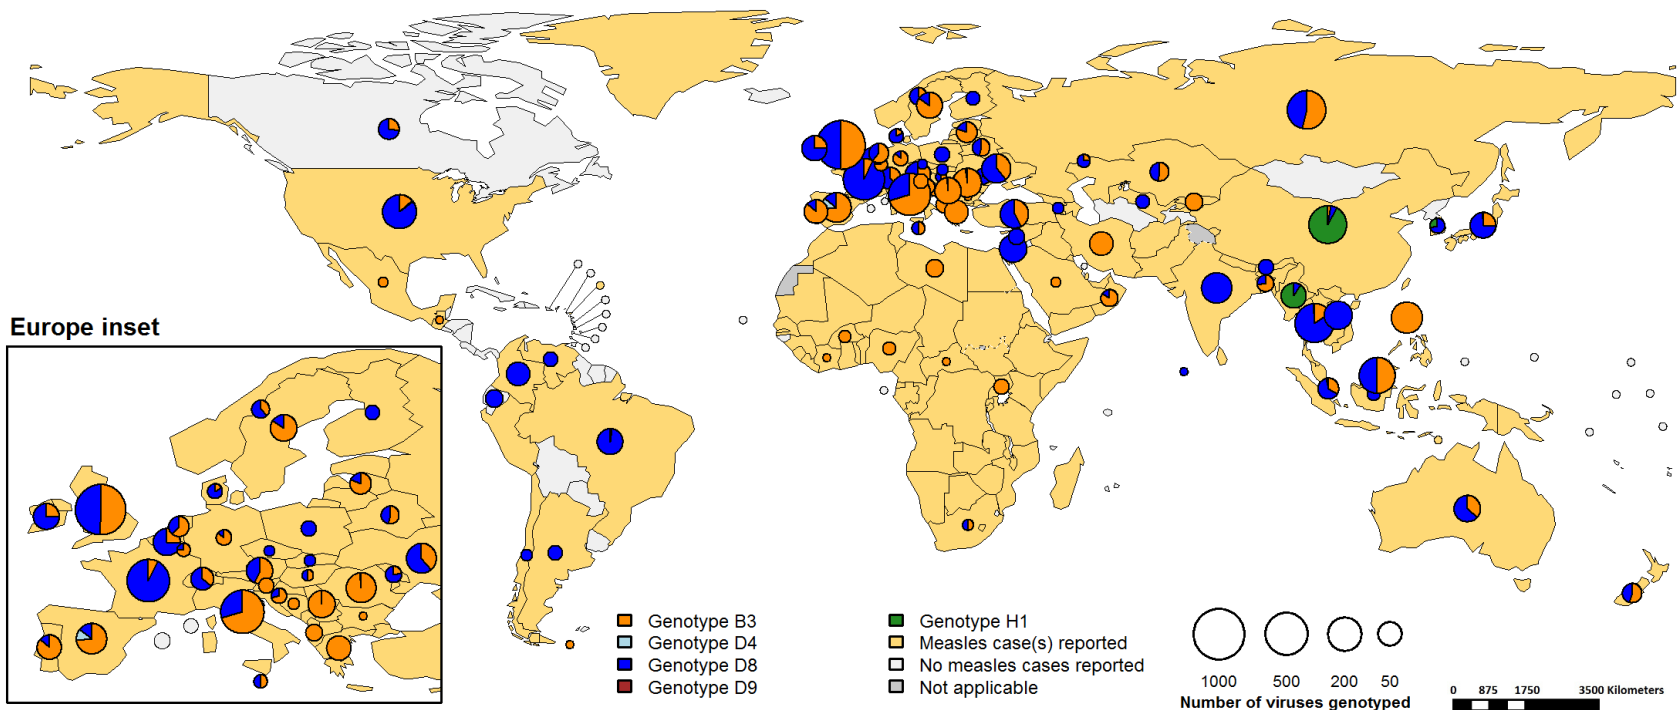 Europe inset
Genotype B3
Genotype D4
Genotype D8
Genotype D9
Genotype H1
Measles case(s) reported
No measles cases reported
Not applicable
1000 500 200 50
Number of viruses genotyped
0 875 1750 3500 Kilometers